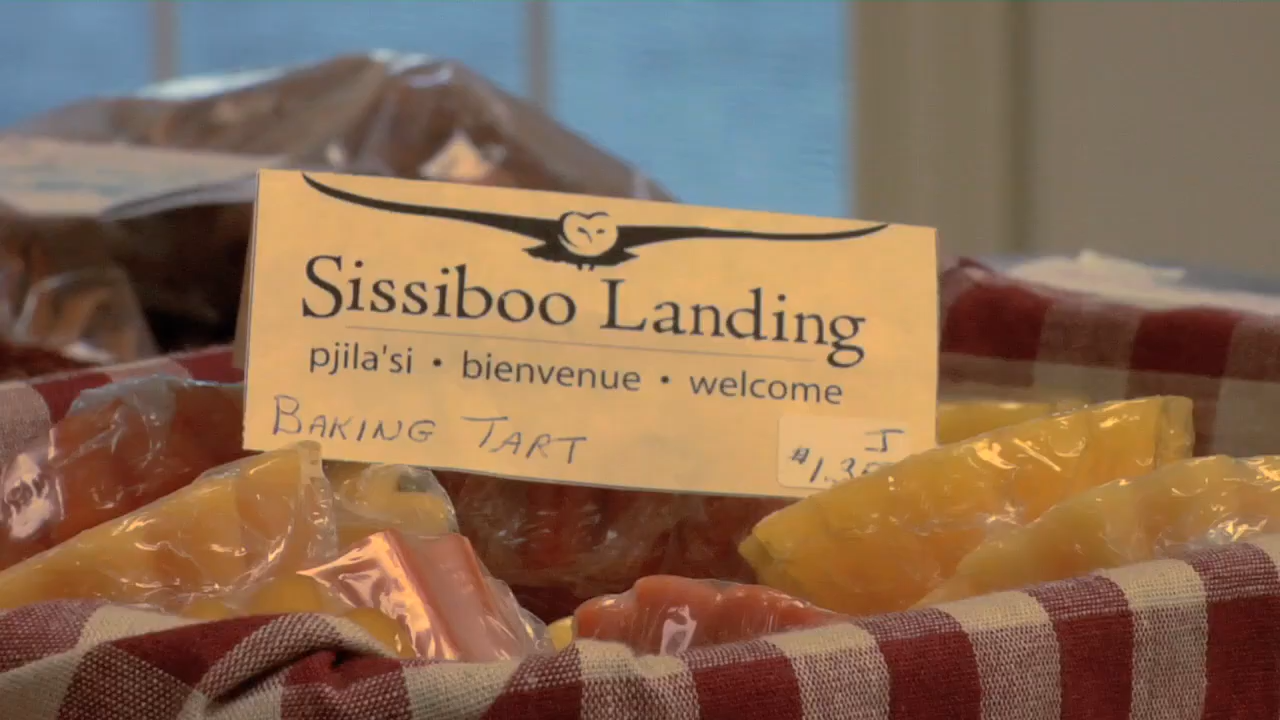 Sissiboo Landing
pjila'si • bienvenue • welcome
BAKING TART
J